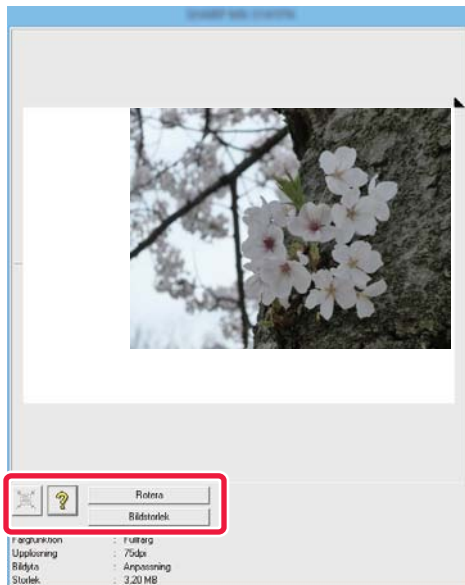 ?
Rotera
Bildstorlek
Färgfunktion : Fullfärg
Upplösning : 75dpi
Bildyta : Anpassning
Storlek : 3.20 MB